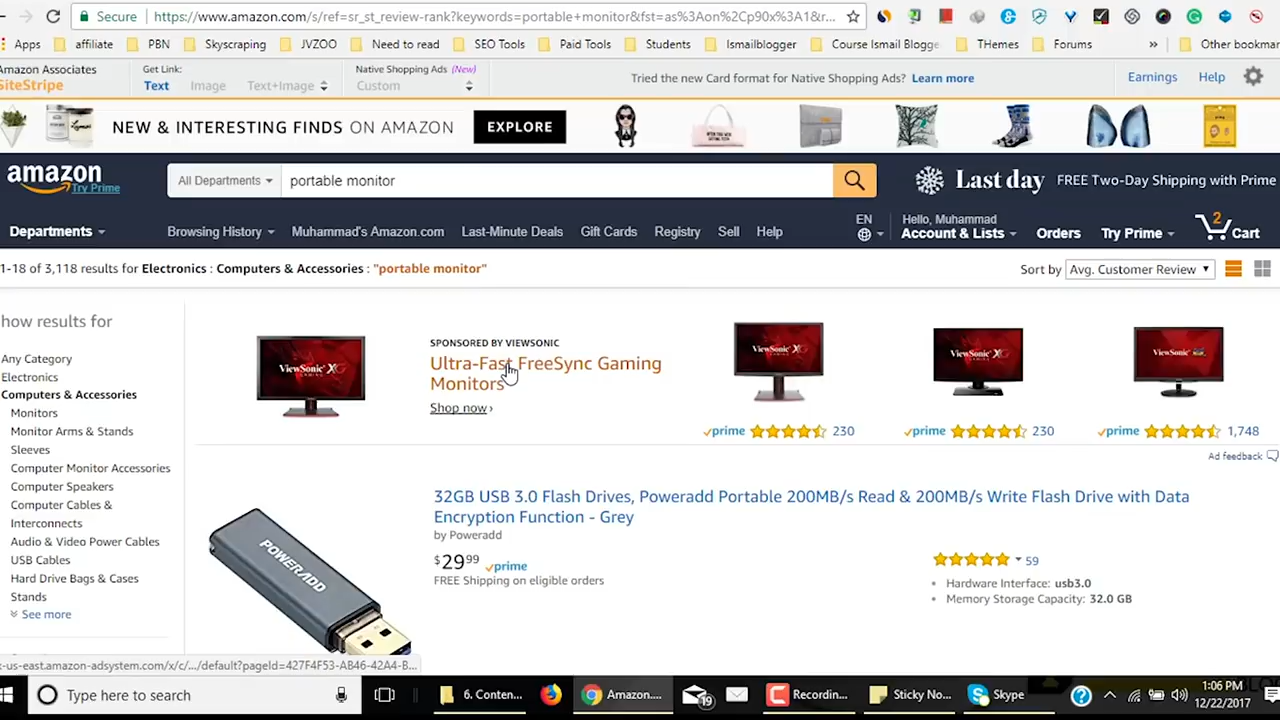 Secure https://www.amazon.com/s/ref=sr_st_review-rank?keywords=portable+monitor&fst=as%3Aon%2Cp90x%3A1&r...
Apps affiliate PBN Skyscraping JVZOO Need to read SEO Tools Paid Tools Students Ismailblogger Course Ismail Blogge THemes Forums » Other bookmar
Amazon Associates
SiteStripe
Get Link:
Text Image Text+Image
Native Shopping Ads (New)
Custom
Tried the new Card format for Native Shopping Ads? Learn more
Earnings Help
NEW & INTERESTING FINDS ON AMAZON EXPLORE
amazon
Try Prime
All Departments portable monitor
Last day FREE Two-Day Shipping with Prime
Departments Browsing History Muhammad's Amazon.com Last-Minute Deals Gift Cards Registry Sell Help
EN
Hello, Muhammad
Account & Lists Orders Try Prime 2 Cart
1-18 of 3,118 results for Electronics : Computers & Accessories : "portable monitor"
Sort by Avg. Customer Review
how results for
Any Category
Electronics
Computers & Accessories
Monitors
Monitor Arms & Stands
Sleeves
Computer Monitor Accessories
Computer Speakers
Computer Cables &
Interconnects
Audio & Video Power Cables
USB Cables
Hard Drive Bags & Cases
Stands
See more
ViewSonic XG
SPONSORED BY VIEWSONIC
Ultra-Fast FreeSync Gaming
Monitors
Shop now ›
ViewSonic XG
ViewSonic XG
ViewSonic
prime 230
prime 230
prime 1,748
Ad feedback
POWERADD
32GB USB 3.0 Flash Drives, Poweradd Portable 200MB/s Read & 200MB/s Write Flash Drive with Data
Encryption Function - Grey
by Poweradd
$29 99 prime
FREE Shipping on eligible orders
59
• Hardware Interface: usb3.0
• Memory Storage Capacity: 32.0 GB
x-us-east.amazon-adsystem.com/x/c/.../default?pageId=427F4F53-AB46-42A4-B...
Type here to search
6. Conten...
Amazon....
19
Recordin...
Sticky No...
Skype
1:06 PM
12/22/2017